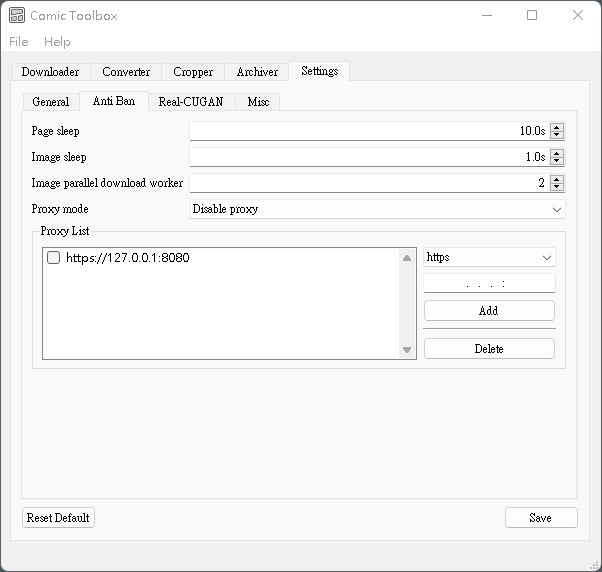 Comic Toolbox
File Help
Downloader Converter Cropper Archiver Settings
General Anti Ban Real-CUGAN Misc
Page sleep 10.0s
Image sleep 1.0s
Image parallel download worker 2
Proxy mode Disable proxy
Proxy List
https://127.0.0.1:8080 https
. . . :
Add
Delete
Reset Default Save